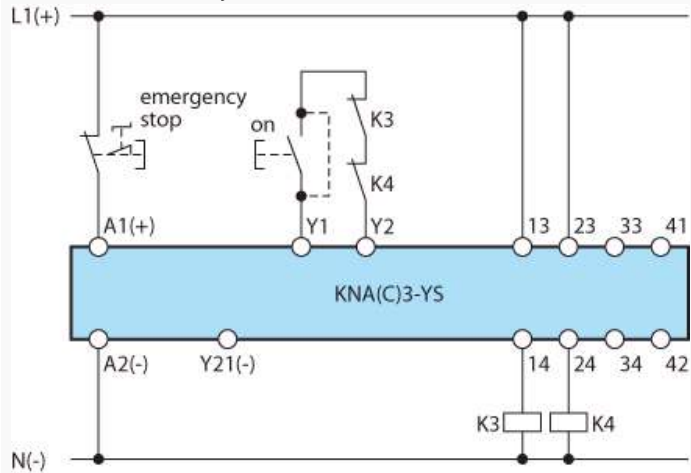 L1(+)
emergency
stop
on
K3
K4
A1(+)
Y1
Y2
13
23
33
41
KNA(C)3-YS
A2(-)
Y21(-)
14
24
34
42
K3
K4
N(-)